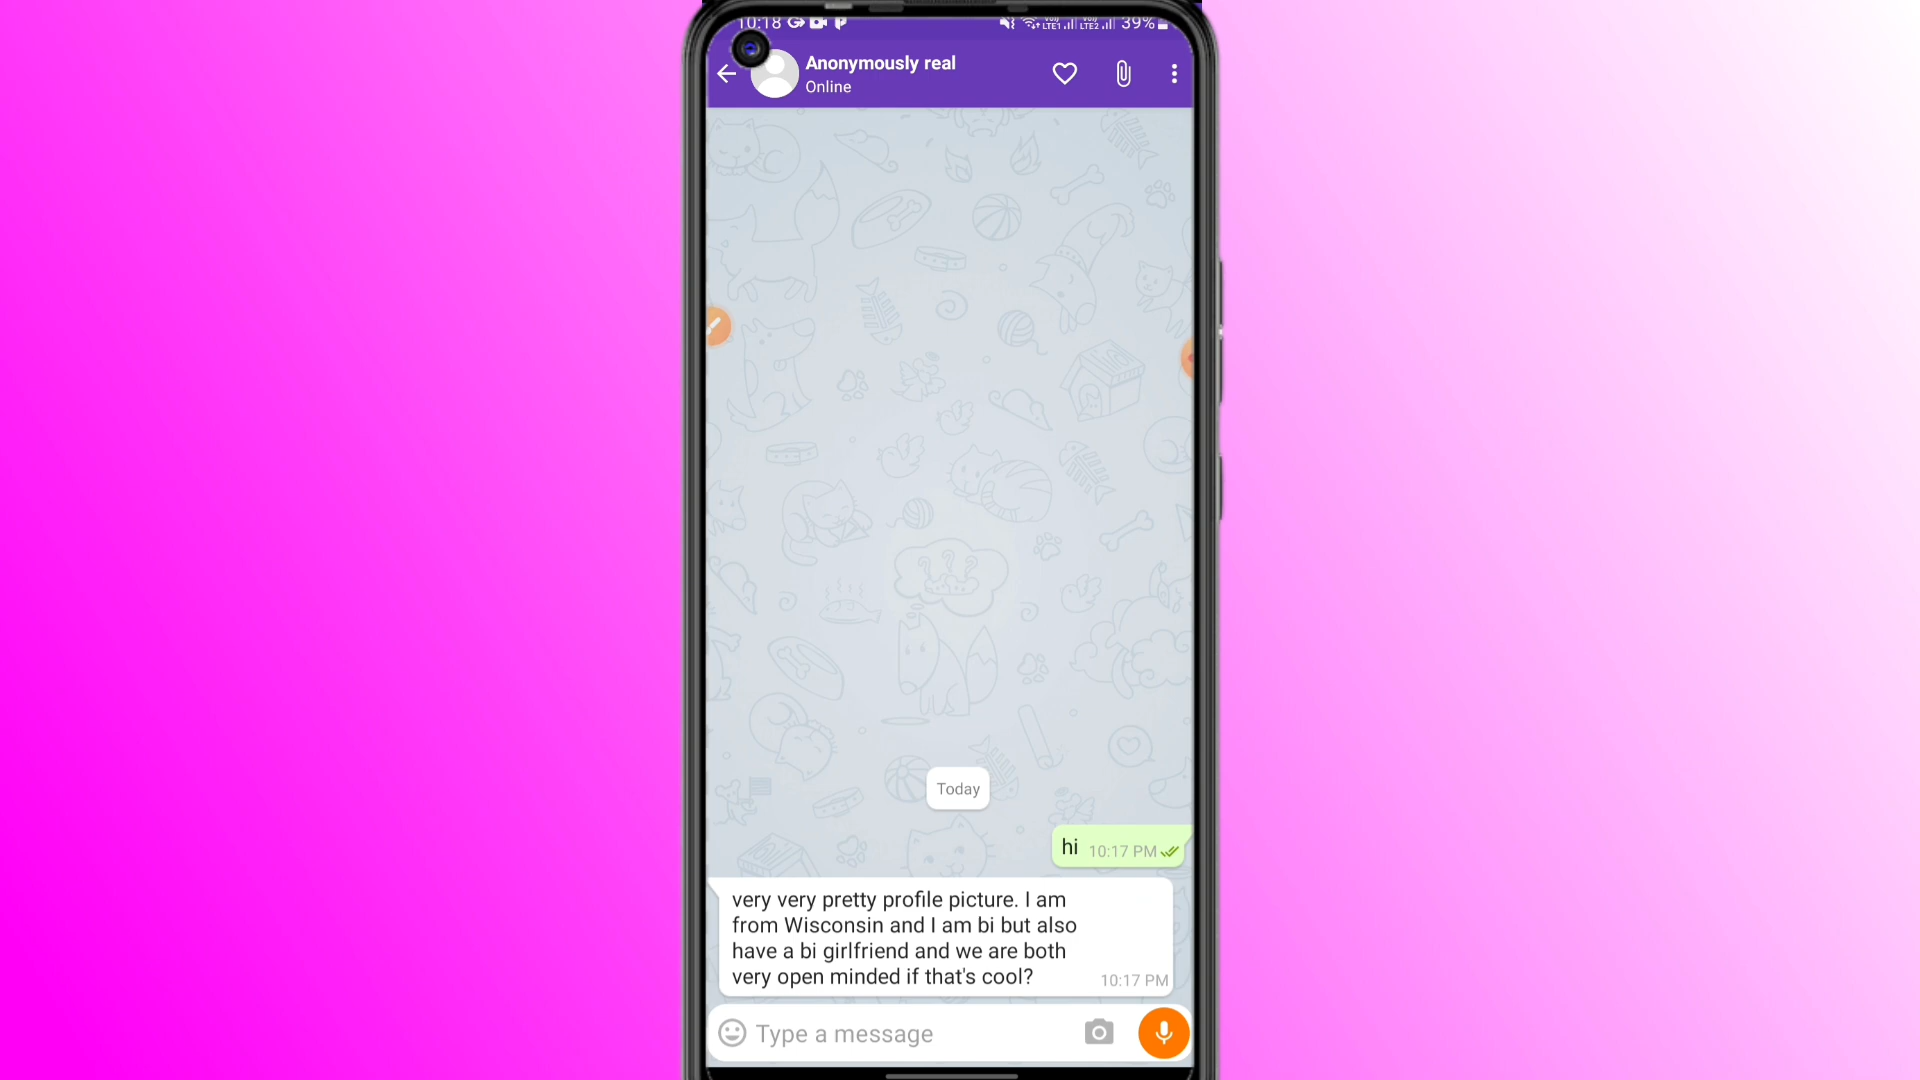 10:18
LTE1 LTE2 39%
Anonymously real
Online
Today
hi 10:17 PM
very very pretty profile picture. I am
from Wisconsin and I am bi but also
have a bi girlfriend and we are both
very open minded if that's cool?
10:17 PM
Type a message